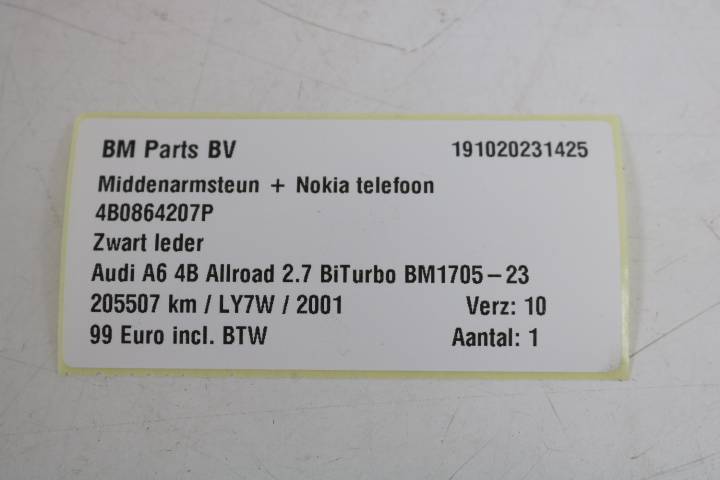 BM Parts BV 191020231425
Middenarmsteun + Nokia telefoon
4B0864207P
Zwart leder
Audi A6 4B Allroad 2.7 BiTurbo BM1705-23
205507 km / LY7W / 2001 Verz: 10
99 Euro incl. BTW Aantal: 1